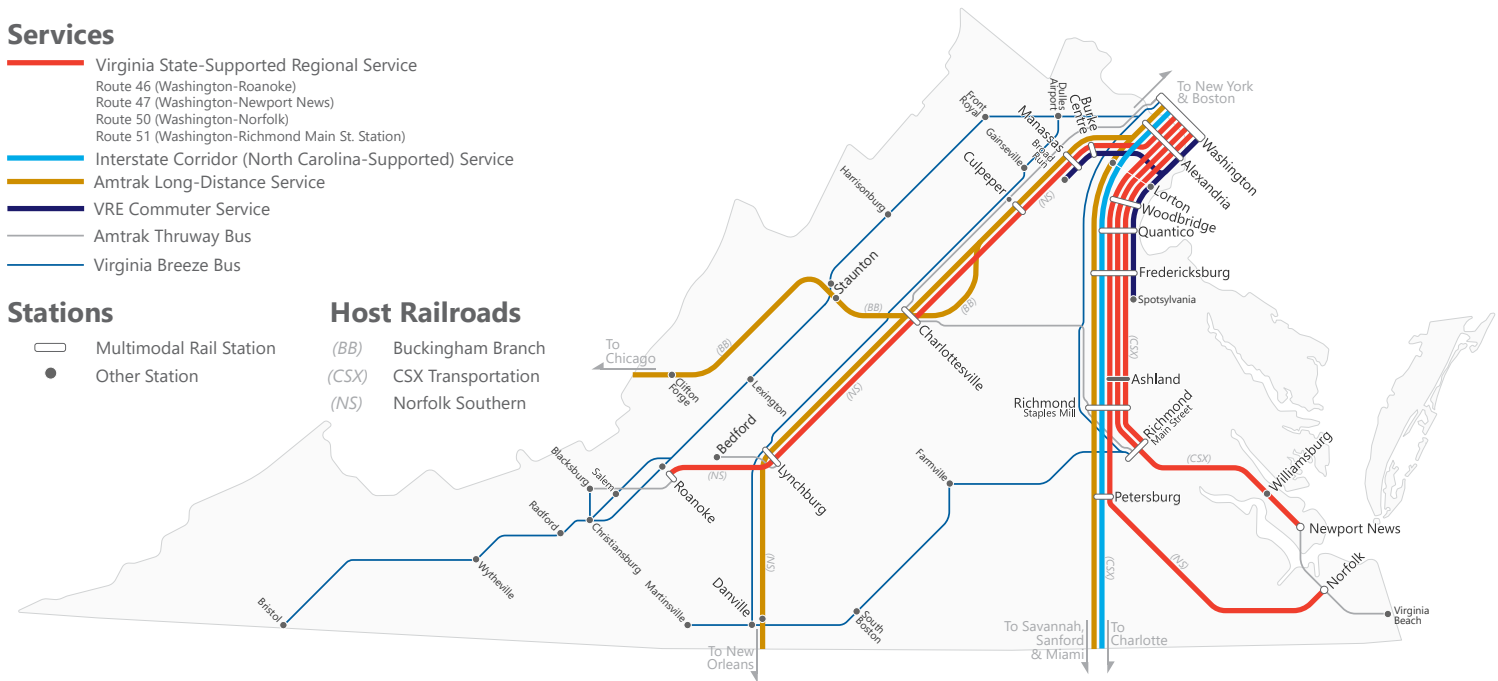 Services
Virginia State-Supported Regional Service
Route 46 (Washington-Roanoke)
Route 47 (Washington-Newport News)
Route 50 (Washington-Norfolk)
Route 51 (Washington-Richmond Main St. Station)
Interstate Corridor (North Carolina-Supported) Service
Amtrak Long-Distance Service
VRE Commuter Service
Amtrak Thruway Bus
Virginia Breeze Bus
Stations
Multimodal Rail Station
Other Station
Host Railroads
(BB) Buckingham Branch
(CSX) CSX Transportation
(NS) Norfolk Southern
To New York
& Boston
Front
Royal
Dulles
Airport
Burke
Centre
Manassas
Broad
Run
Gainesville
Culpeper
Washington
Alexandria
Lorton
Woodbridge
Quantico
Fredericksburg
Spotsylvania
(NS)
Harrisonburg
Staunton
(BB)
(BB)
(BB)
To
Chicago
Clifton
Forge
Charlottesville
(NS)
(CSX)
Lexington
Ashland
Richmond
Staples Mill
Richmond
Main Street
Bedford
Blacksburg
Salem
(NS)
Roanoke
Lynchburg
Farmville
(CSX)
Williamsburg
Newport News
Petersburg
Radford
Christiansburg
Wytheville
Bristol
Martinsville
Danville
(NS)
South
Boston
(CSX)
(NS)
Norfolk
Virginia
Beach
To New
Orleans
To Savannah,
Sanford
& Miami
To
Charlotte